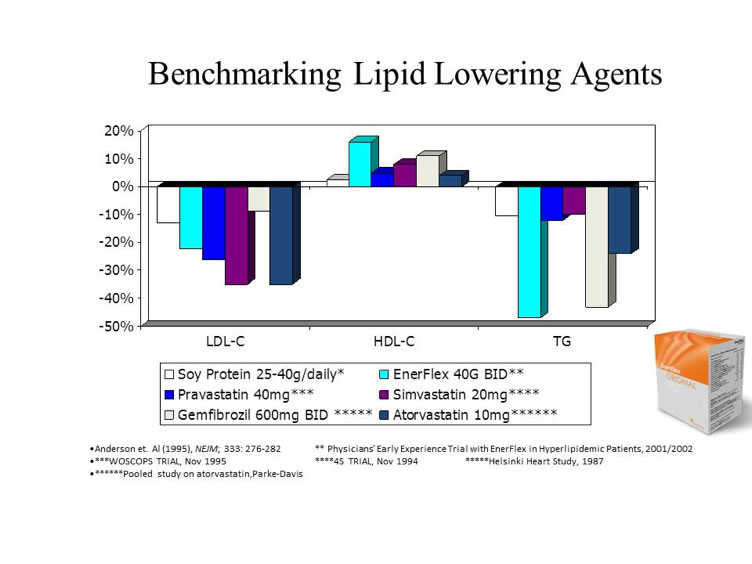 Benchmarking Lipid Lowering Agents
20%
10%
0%
-10%
-20%
-30%
-40%
-50%
LDL-C HDL-C TG
Soy Protein 25-40g/daily* EnerFlex 40G BID**
Pravastatin 40mg*** Simvastatin 20mg****
Gemfibrozil 600mg BID ***** Atorvastatin 10mg******
EnerFlex
ORIGINAL
•Anderson et. Al (1995), NEJM; 333: 276-282 ** Physicians' Early Experience Trial with EnerFlex in Hyperlipidemic Patients, 2001/2002
•***WOSCOPS TRIAL, Nov 1995 ****4S TRIAL, Nov 1994 *****Helsinki Heart Study, 1987
•******Pooled study on atorvastatin,Parke-Davis